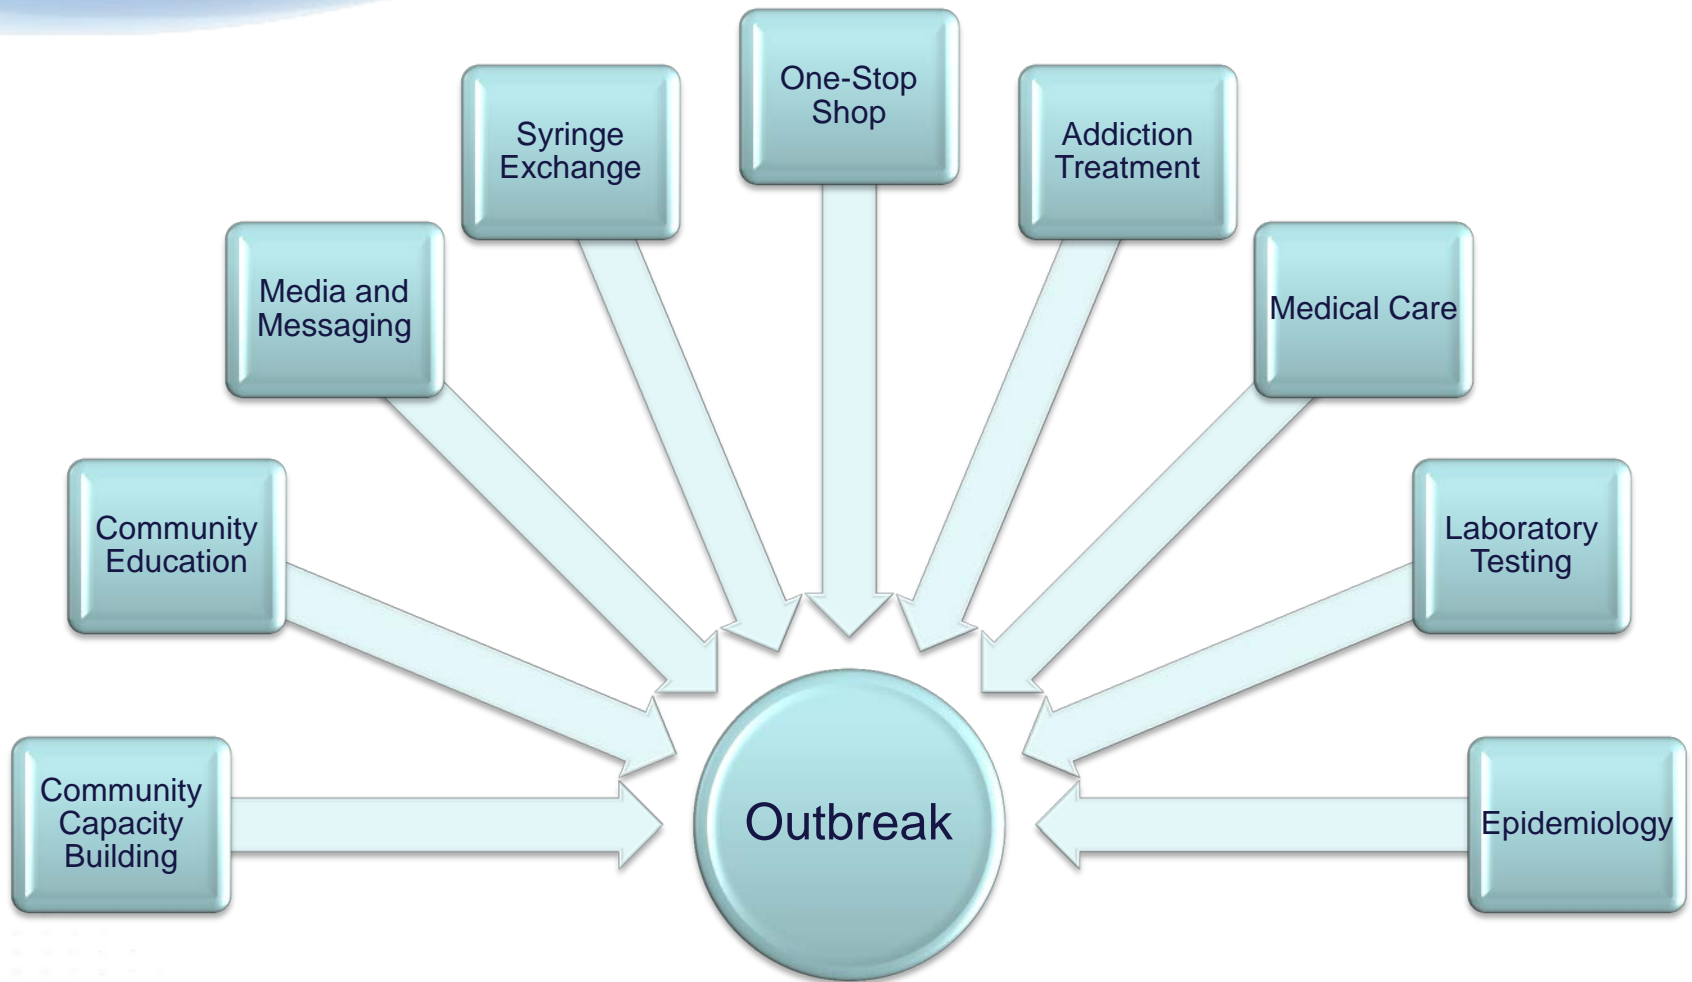 One-Stop
Shop
Syringe
Exchange
Addiction
Treatment
Media and
Messaging
Medical Care
Community
Education
Laboratory
Testing
Community
Capacity
Building
Outbreak
Epidemiology